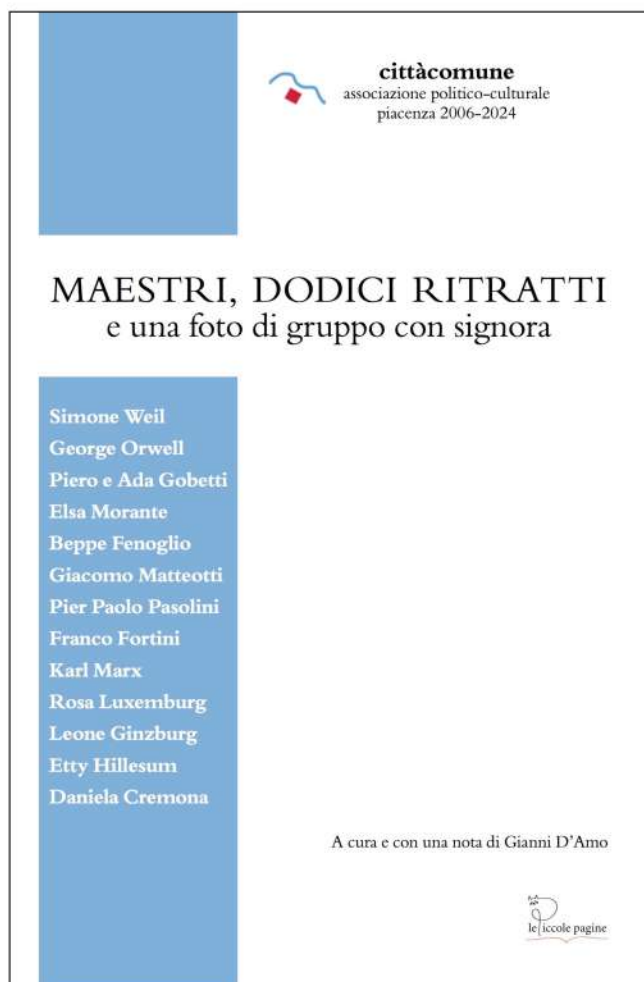 cittàcomune
associazione politico-culturale
piacenza 2006-2024
MAESTRI, DODICI RITRATTI
e una foto di gruppo con signora
Simone Weil
George Orwell
Piero e Ada Gobetti
Elsa Morante
Beppe Fenoglio
Giacomo Matteotti
Pier Paolo Pasolini
Franco Fortini
Karl Marx
Rosa Luxemburg
Leone Ginzburg
Etty Hillesum
Daniela Cremona
A cura e con una nota di Gianni D'Amo
le Piccole pagine